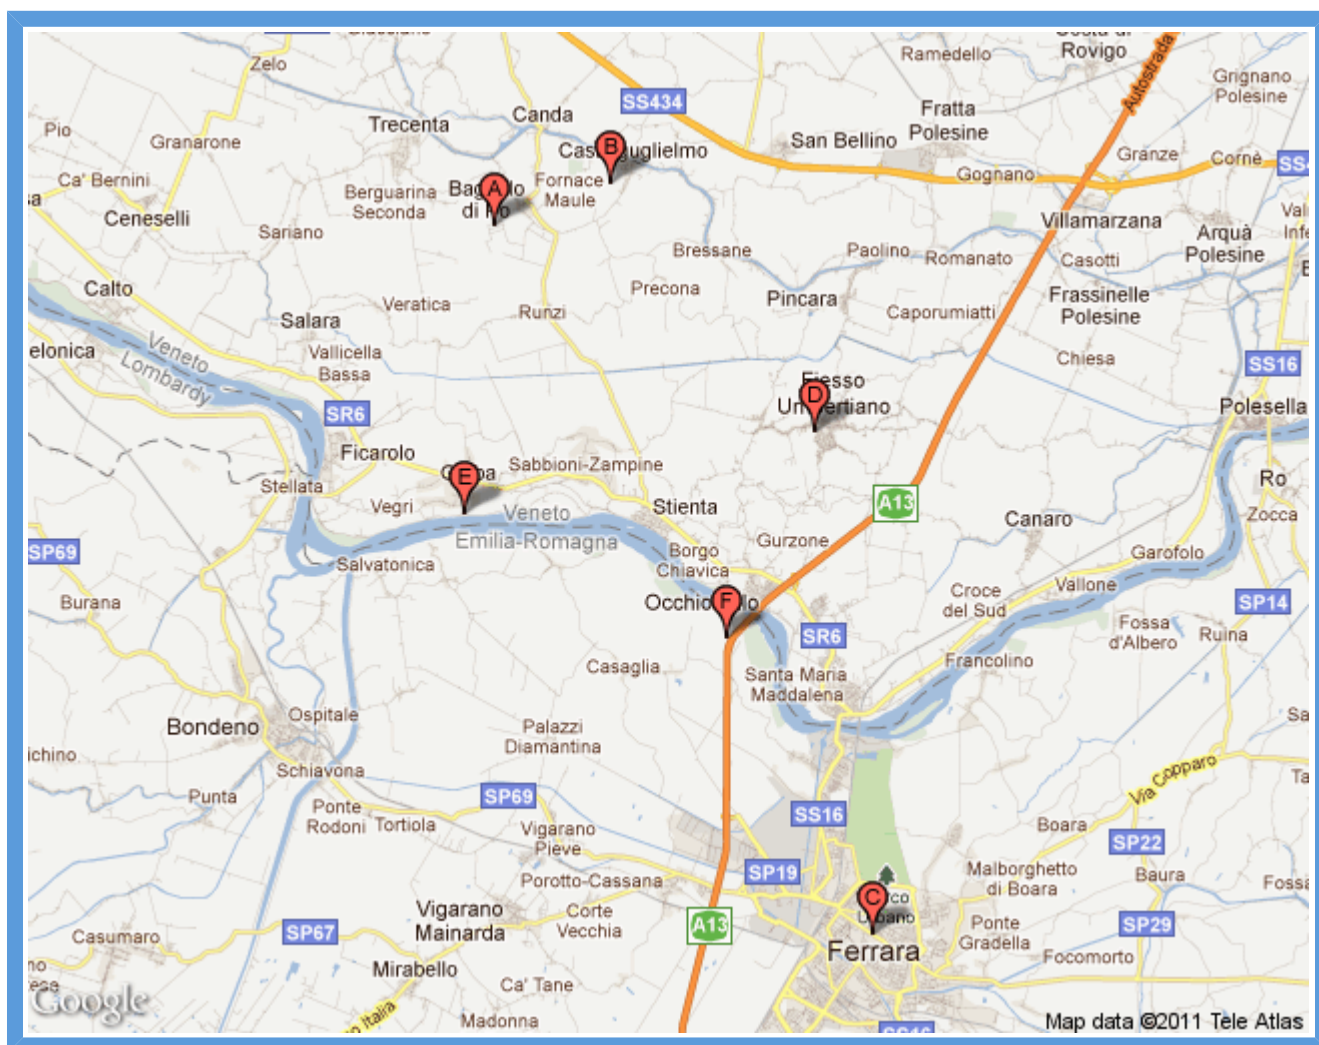 Zelo
Ramedello
Rovigo
Autostrada
Grignano
Polesine
SS434
Fratta
Polesine
Canda
Trecenta
Pio
Granarone
San Bellino
B
Granze
Cornè
Gognano
Ca' Bernini
Ceneselli
Berguarina
Seconda
A
Fornace
Maule
Villamarzana
Arquà
Polesine
Sariano
Bressane
Paolino
Romanato
Casotti
Calto
Veratica
Precona
Pincara
Frassinelle
Polesine
Salara
Runzi
Caporumiatti
Veneto
Lombardy
Vallicella
Bassa
Chiesa
SS16
D
SR6
Polesella
Ficarolo
Sabbioni-Zampine
E
Stellata
Vegri
Veneto
Emilia-Romagna
Stienta
A13
Ro
Zocca
Canaro
SP69
Salvatonica
Borgo
Chiavica
Gurzone
Garofolo
Burana
F
Croce
del Sud
Vallone
SP14
SR6
Fossa
d'Albero
Ruina
Casaglia
Santa Maria
Maddalena
Francolino
Bondeno
Ospitale
Palazzi
Diamantina
Schiavona
Punta
Ponte
Rodoni
Tortiola
SP69
Via Copparo
SS16
Vigarano
Pieve
Boara
SP22
Porotto-Cassana
SP19
Malborghetto
di Boara
Baura
C
Vigarano
Mainarda
Corte
Vecchia
A13
Ponte
Gradella
SP29
Casumaro
SP67
Ferrara
Focomorto
Mirabello
Ca' Tane
Google
Italia
Madonna
Map data ©2011 Tele Atlas